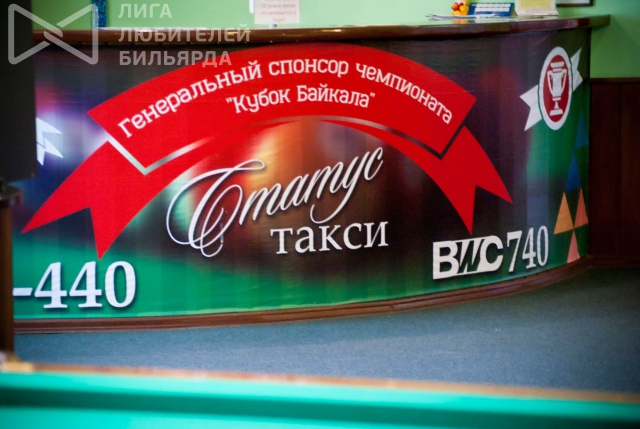 ЛИГА
ЛЮБИТЕЛЕЙ
БИЛЬЯРДА
Генеральный спонсор чемпионата
"Кубок Байкала"
Статус
такси
-440
BWC 740